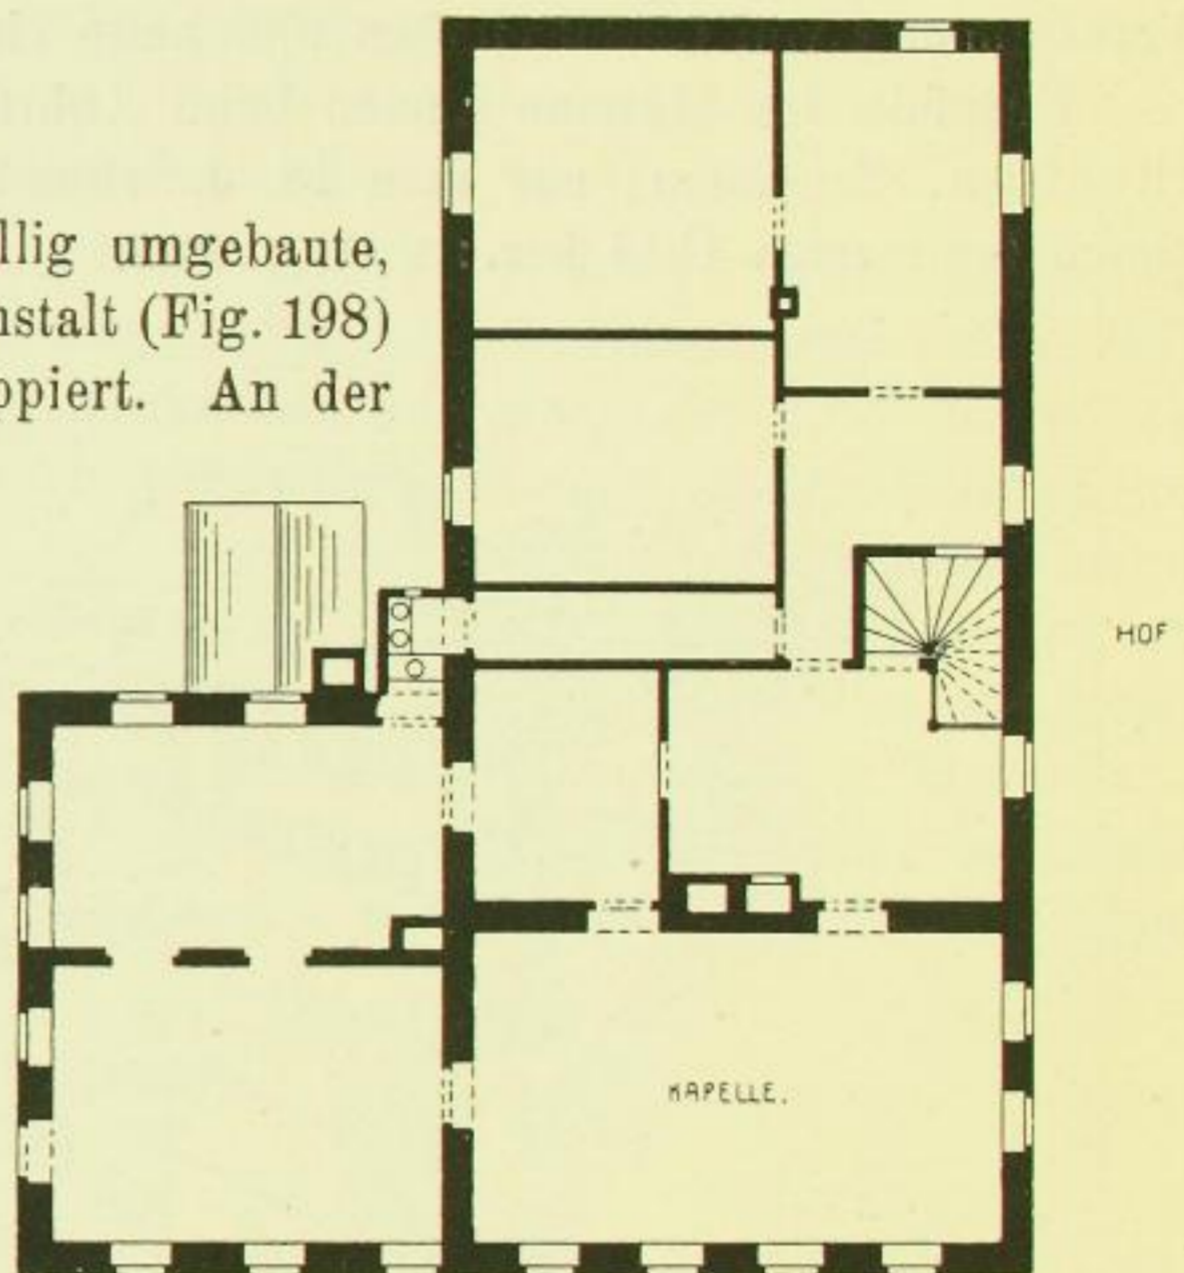 llig umgebaute,
nstalt (Fig. 198)
opiert. An der
HOF
KAPELLE.